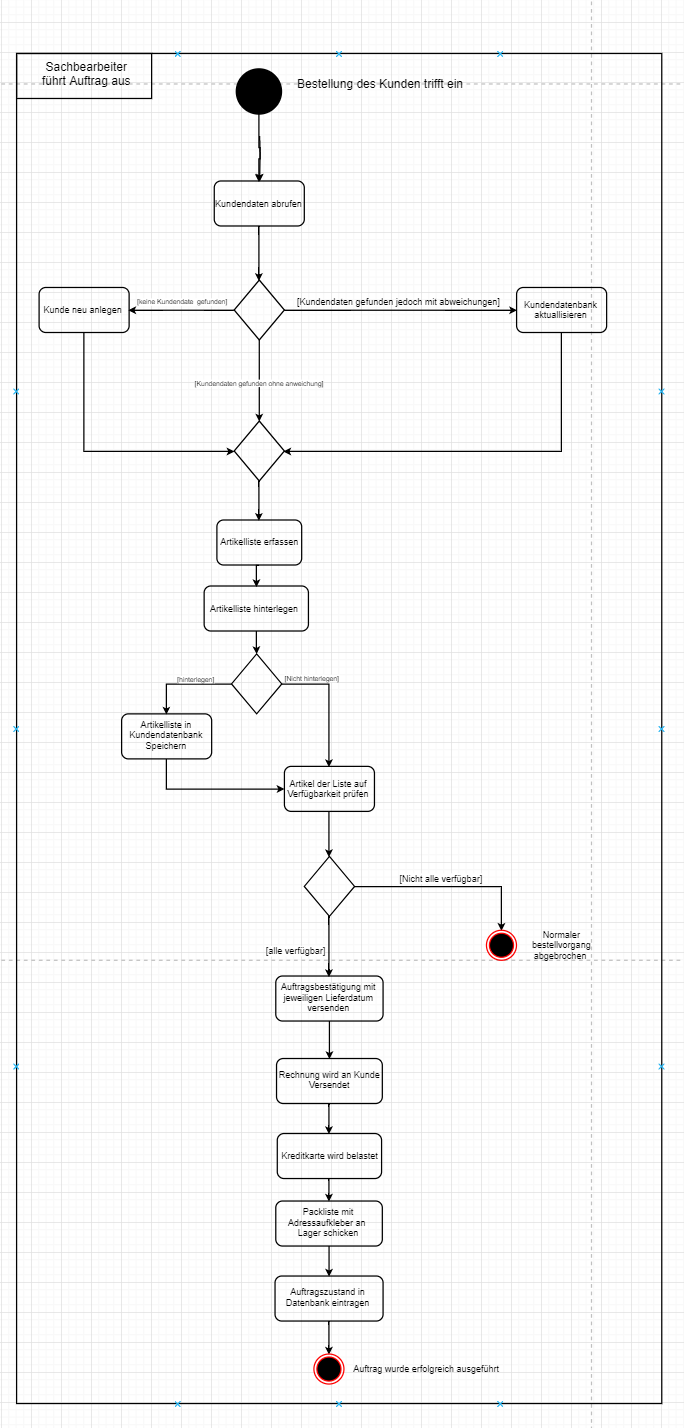 Sachbearbeiter
führt Auftrag aus
Bestellung des Kunden trifft ein
Kundendaten abrufen
Kunde neu anlegen
[keine Kundendate gefunden]
[Kundendaten gefunden jedoch mit abweichungen]
Kundendatenbank
aktuallisieren
[Kundendaten gefunden ohne anweichung]
Artikelliste erfassen
Artikelliste hinterlegen
[hinterlegen]
[Nicht hinterlegen]
Artikelliste in
Kundendatenbank
Speichern
Artikel der Liste auf
Verfügbarkeit prüfen
[Nicht alle verfügbar]
Normaler
bestellvorgang
abgebrochen
[alle verfügbar]
Auftragsbestätigung mit
jeweiligen Lieferdatum
versenden
Rechnung wird an Kunde
Versendet
Kreditkarte wird belastet
Packliste mit
Adressaufkleber an
Lager schicken
Auftragszustand in
Datenbank eintragen
Auftrag wurde erfolgreich ausgeführt